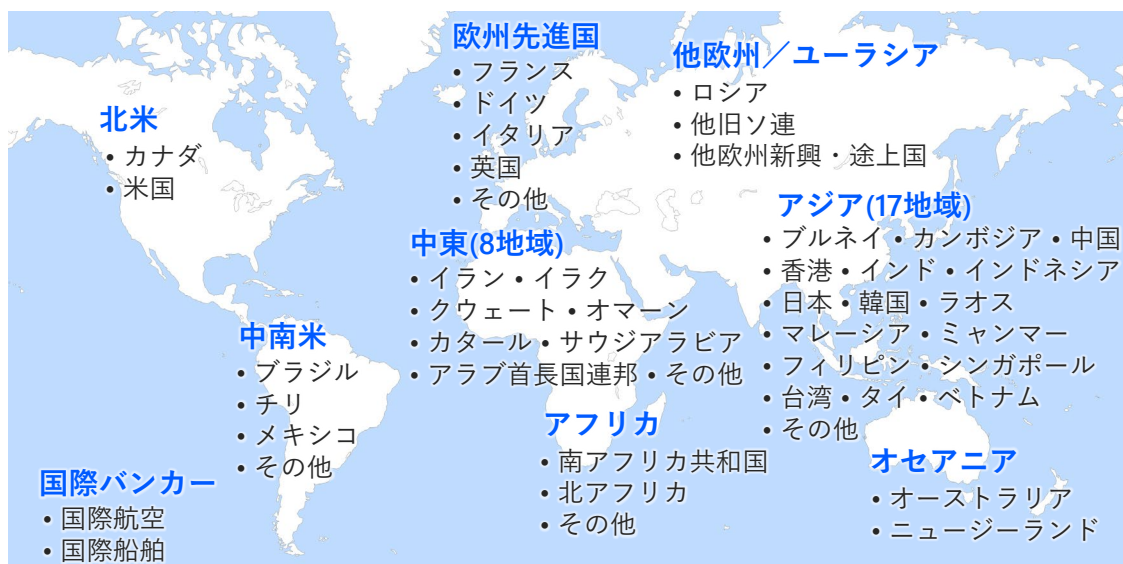 北米
• カナダ
• 米国
欧州先進国
• フランス
• ドイツ
• イタリア
• 英国
• その他
他欧州／ユーラシア
• ロシア
• 他旧ソ連
• 他欧州新興・途上国
アジア(17地域)
• ブルネイ • カンボジア • 中国
• 香港 • インド • インドネシア
• 日本 • 韓国 • ラオス
• マレーシア • ミャンマー
• フィリピン • シンガポール
• 台湾 • タイ • ベトナム
• その他
中東(8地域)
• イラン • イラク
• クウェート • オマーン
• カタール • サウジアラビア
• アラブ首長国連邦 • その他
中南米
• ブラジル
• チリ
• メキシコ
• その他
アフリカ
• 南アフリカ共和国
• 北アフリカ
• その他
オセアニア
• オーストラリア
• ニュージーランド
国際バンカー
• 国際航空
• 国際船舶